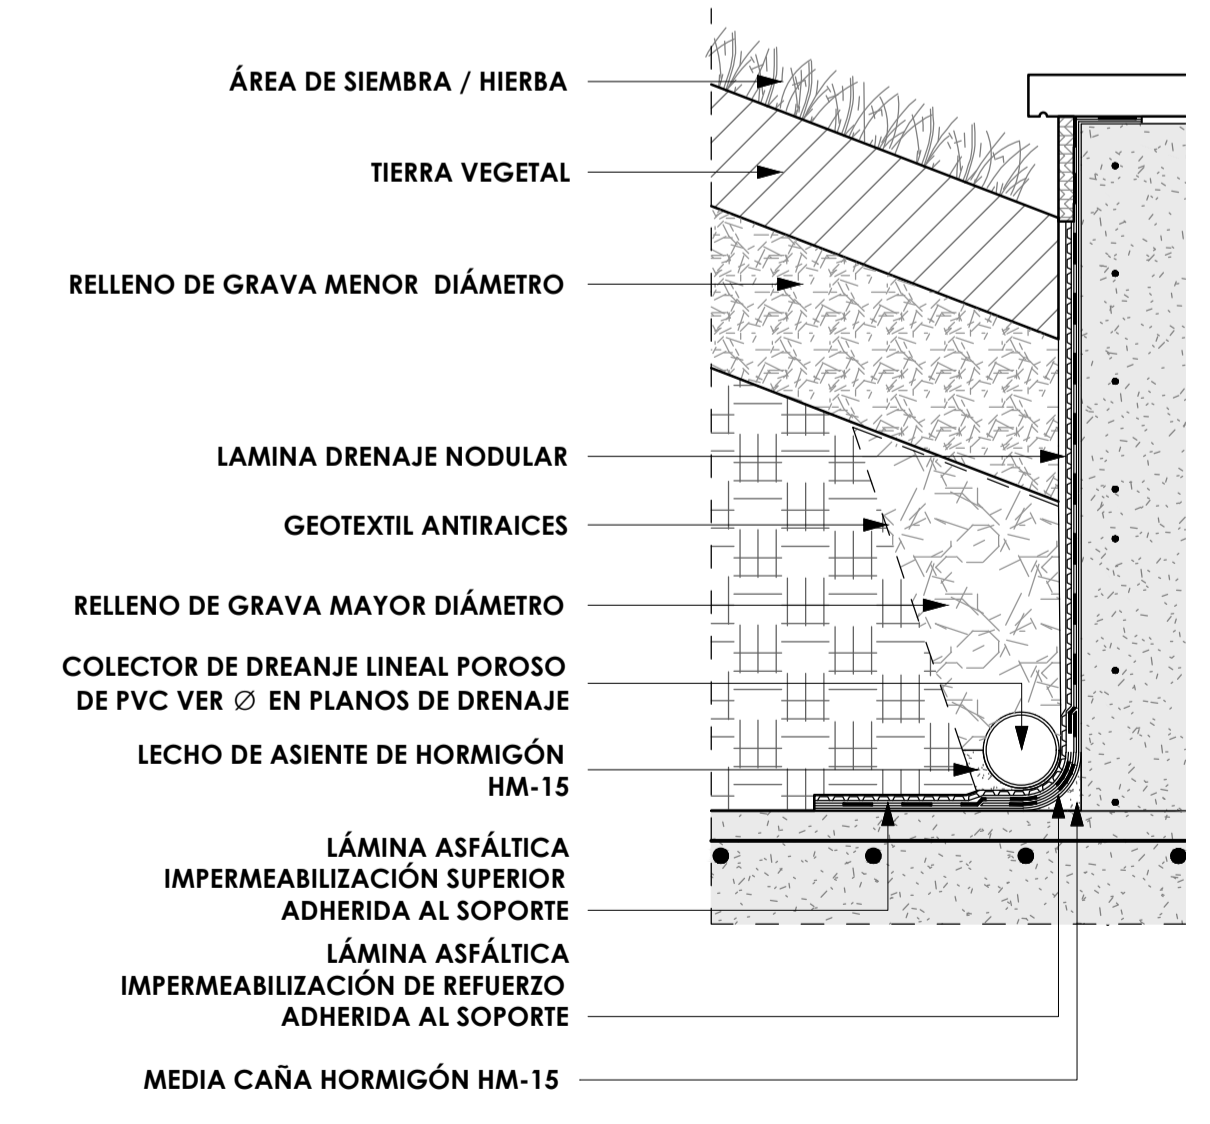 ÁREA DE SIEMBRA / HIERBA
TIERRA VEGETAL
RELLENO DE GRAVA MENOR DIÁMETRO
LAMINA DRENAJE NODULAR
GEOTEXTIL ANTIRAICES
RELLENO DE GRAVA MAYOR DIÁMETRO
COLECTOR DE DREANJE LINEAL POROSO
DE PVC VER ∅ EN PLANOS DE DRENAJE
LECHO DE ASIENTE DE HORMIGÓN
HM-15
LÁMINA ASFÁLTICA
IMPERMEABILIZACIÓN SUPERIOR
ADHERIDA AL SOPORTE
LÁMINA ASFÁLTICA
IMPERMEABILIZACIÓN DE REFUERZO
ADHERIDA AL SOPORTE
MEDIA CAÑA HORMIGÓN HM-15